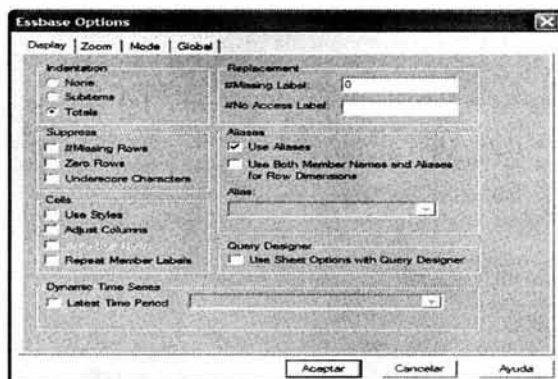 Essbase Options
Display Zoom Mode Global
Indentation
None
Subitems
Totals
Suppress
#Missing Rows
Zero Rows
Underscore Characters
Cells
Use Styles
Adjust Columns
Repeat Member Labels
Replacement
#Missing Label: 0
#No Access Label:
Aliases
Use Aliases
Use Both Member Names and Aliases
for Row Dimensions
Alias:
Query Designer
Use Sheet Options with Query Designer
Dynamic Time Series
Latest Time Period
Aceptar Cancelar Ayuda